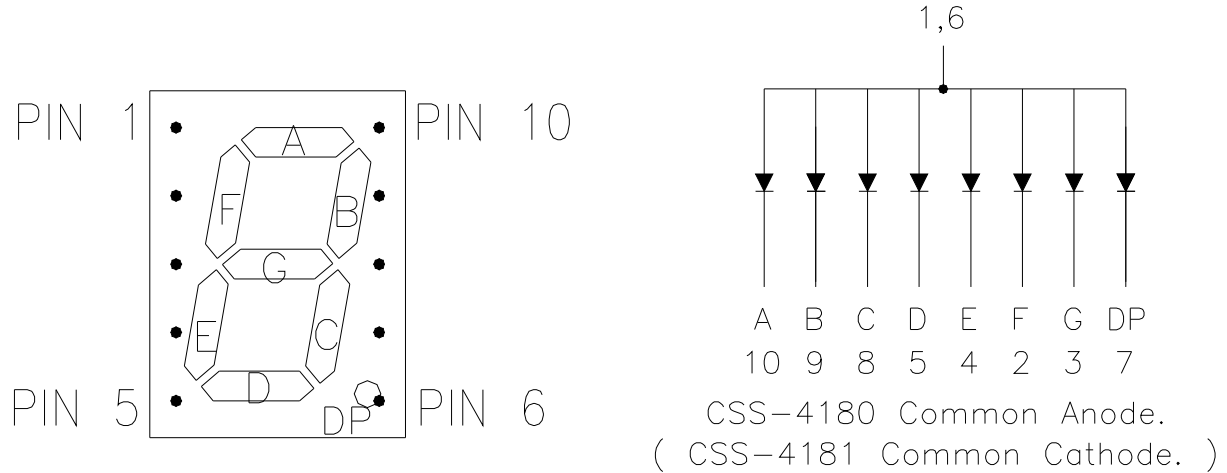 1,6
PIN 1
PIN 10
A
F
B
G
E
C
D
DP
PIN 5
PIN 6
A B C D E F G DP
10 9 8 5 4 2 3 7
CSS-4180 Common Anode.
( CSS-4181 Common Cathode. )